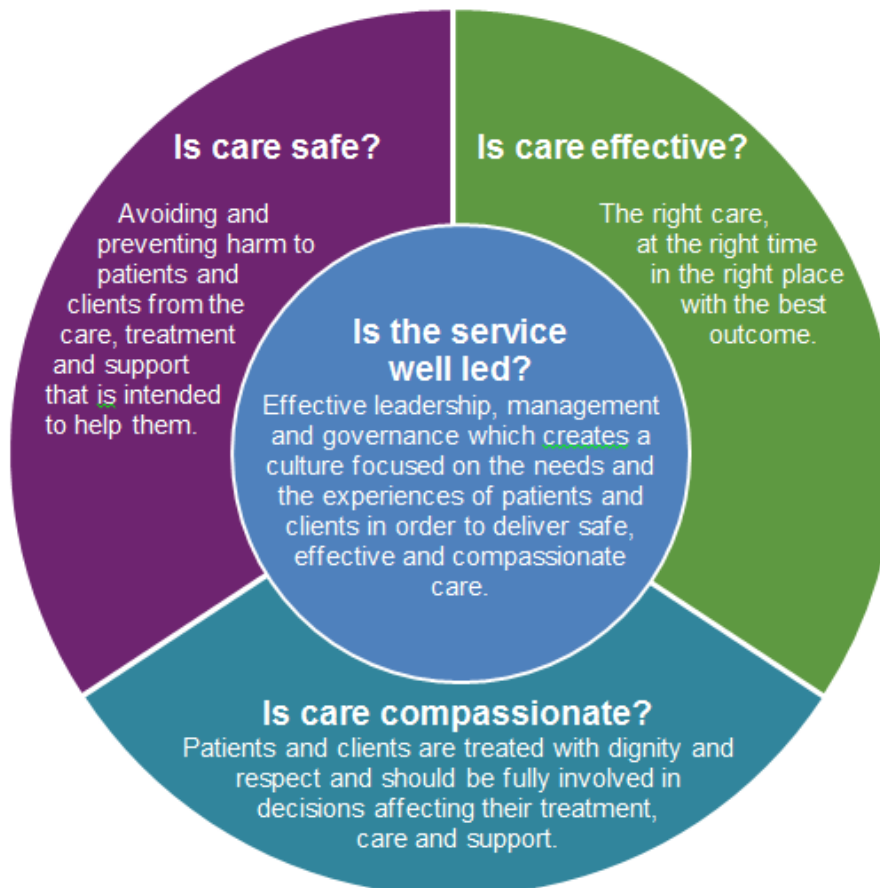 Is care safe?
Avoiding and
preventing harm to
patients and
clients from the
care, treatment
and support
that is intended
to help them.
Is care effective?
The right care,
at the right time
in the right place
with the best
outcome.
Is the service
well led?
Effective leadership, management
and governance which creates a
culture focused on the needs and
the experiences of patients and
clients in order to deliver safe,
effective and compassionate
care.
Is care compassionate?
Patients and clients are treated with dignity and
respect and should be fully involved in
decisions affecting their treatment,
care and support.